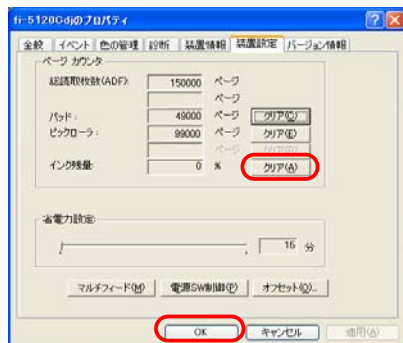 fi-5120Cdjのプロパティ
全般 イベント 色の管理 診断 装置情報 装置設定 バージョン情報
ページ カウンタ
総読取枚数(ADF): 150000 ページ
ページ
パッド: 49000 ページ クリア(C)
ピックローラ: 99000 ページ クリア(E)
ページ
インク残量: 0 % クリア(A)
省電力設定:
15 分
マルチフィード(M) 電源SW制御(P) オフセット(O)...
OK キャンセル 適用(A)